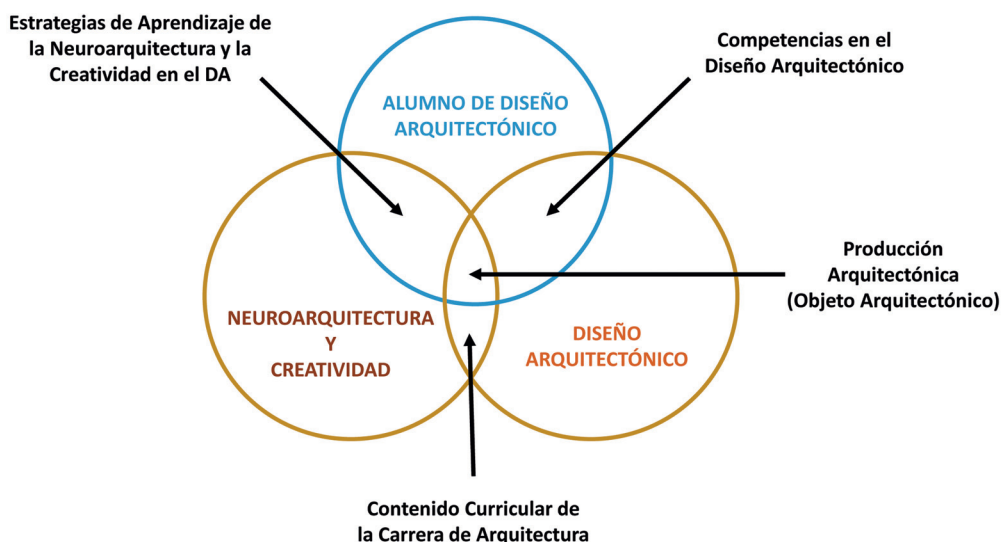 Estrategias de Aprendizaje de
la Neuroarquitectura y la
Creatividad en el DA
Competencias en el
Diseño Arquitectónico
ALUMNO DE DISEÑO
ARQUITECTÓNICO
Producción
Arquitectónica
(Objeto Arquitectónico)
NEUROARQUITECTURA
Y
CREATIVIDAD
DISEÑO
ARQUITECTÓNICO
Contenido Curricular de
la Carrera de Arquitectura